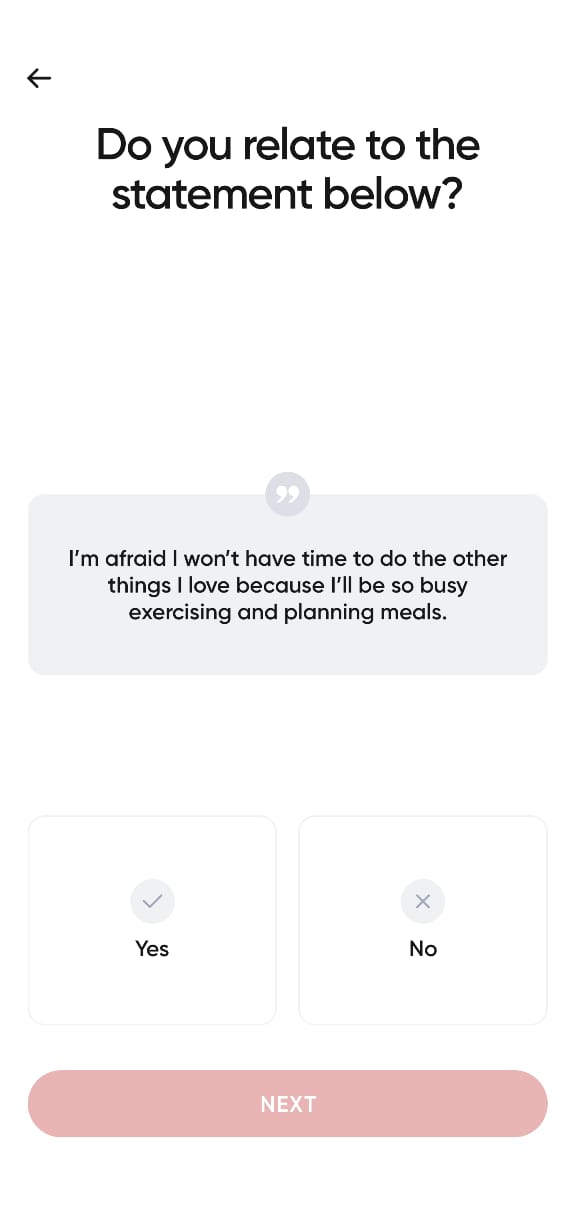 Do you relate to the
statement below?
I’m afraid I won’t have time to do the other
things I love because I’ll be so busy
exercising and planning meals.
Yes
No
NEXT